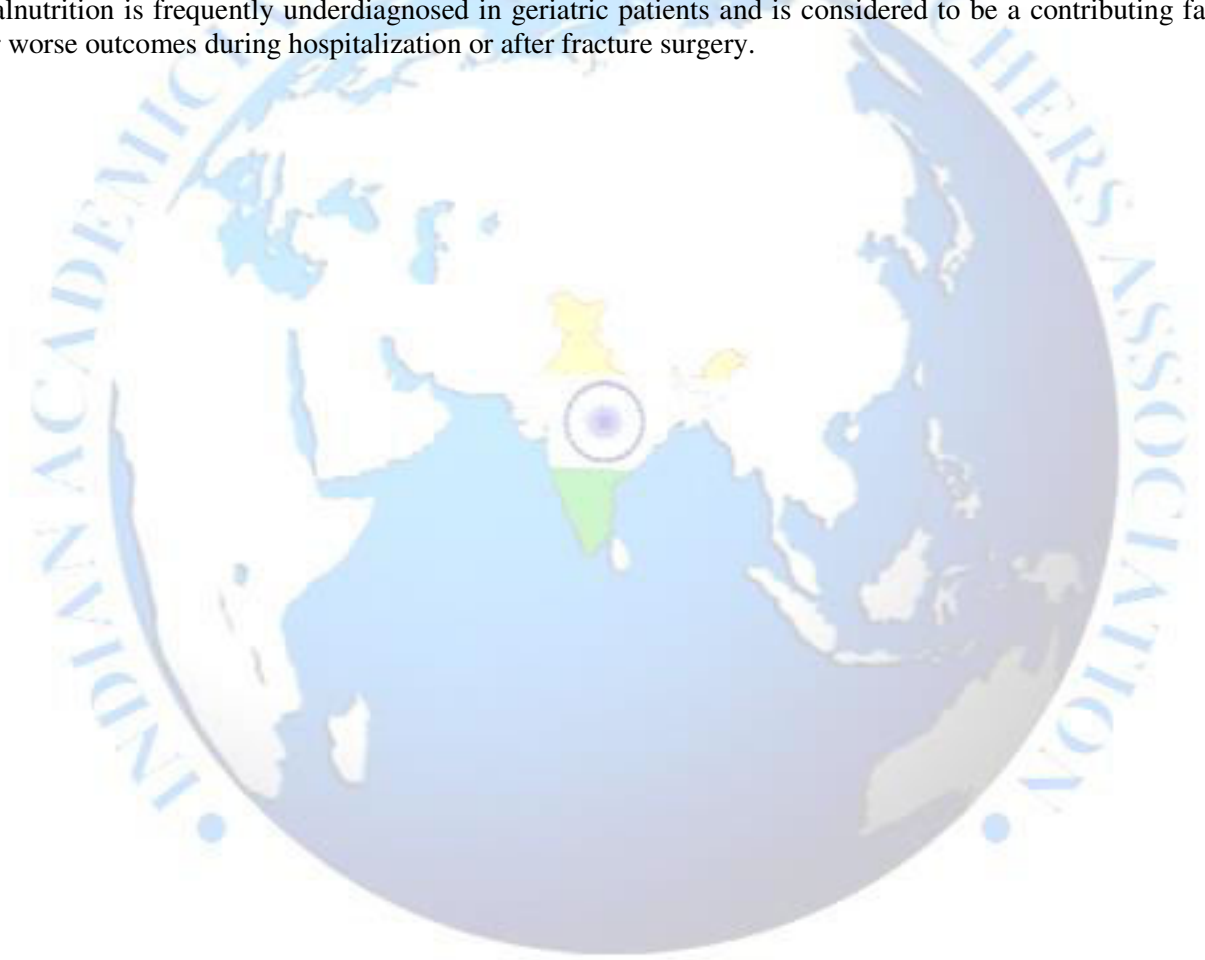 alnutrition is frequently underdiagnosed in geriatric patients and is considered to be a contributing fa
r worse outcomes during hospitalization or after fracture surgery.
INDIAN ACADEMIC
CHERS ASSOCIATION